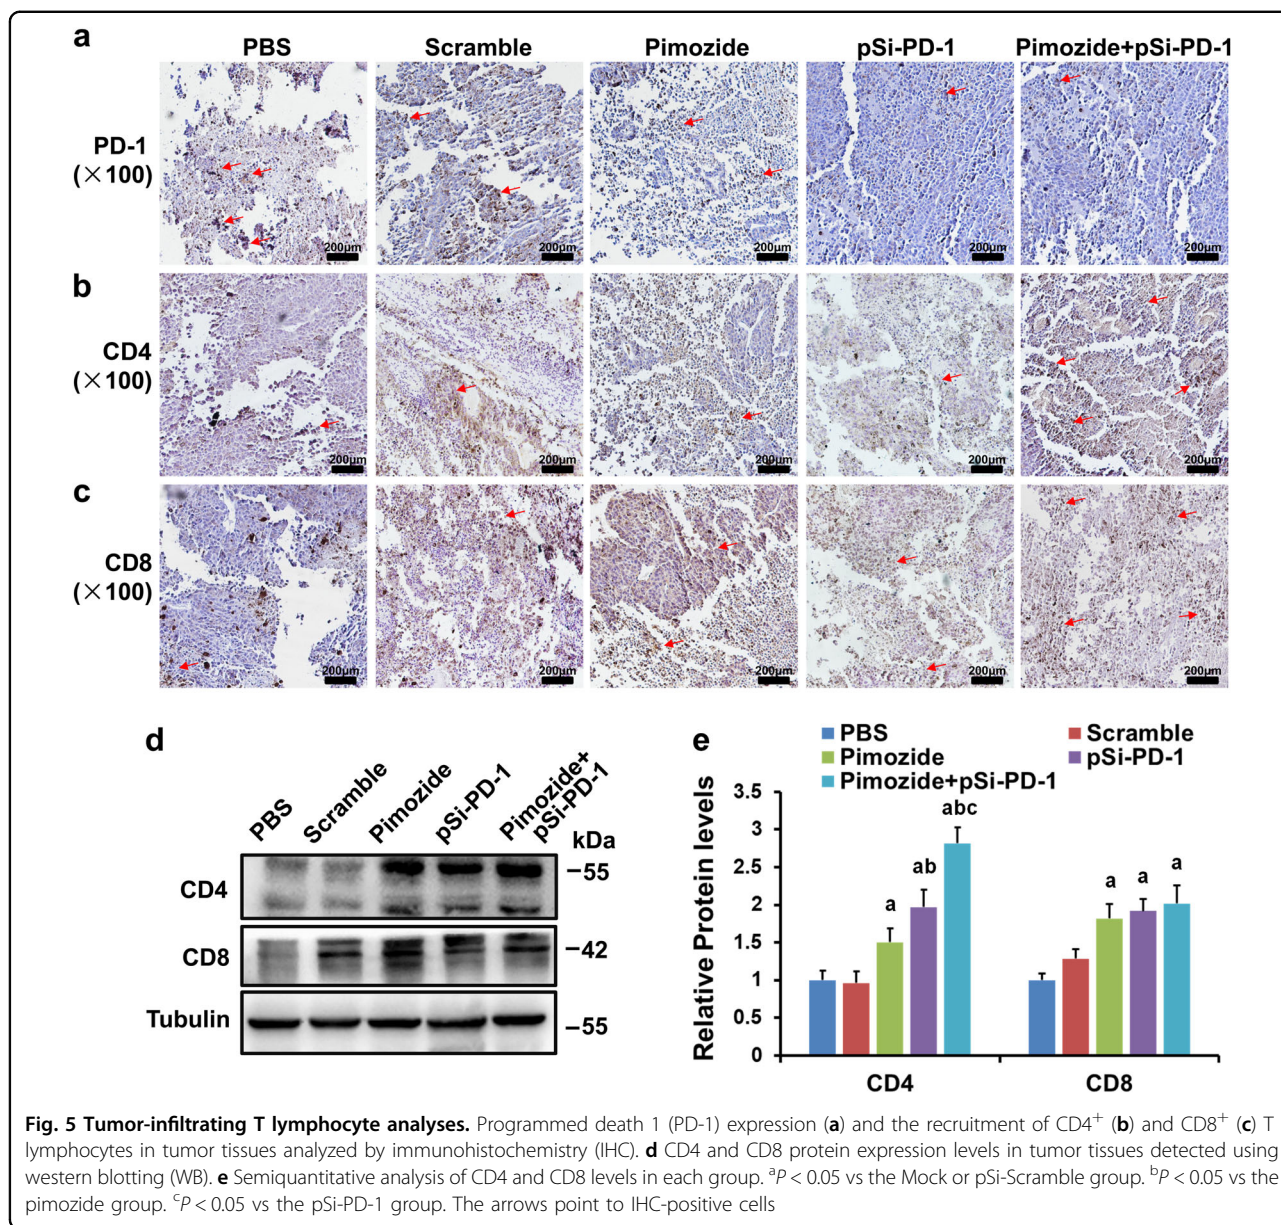 a
PBS
Scramble
Pimozide
pSi-PD-1
Pimozide+pSi-PD-1
PD-1
(×100)
200µm
200µm
200µm
200µm
200µm
b
CD4
(×100)
200µm
200µm
200µm
200µm
200µm
c
CD8
(×100)
200µm
200µm
200µm
200µm
200µm
d
PBS
Scramble
Pimozide
pSi-PD-1
Pimozide+
pSi-PD-1
kDa
CD4
–55
CD8
–42
Tubulin
–55
e
PBS
Scramble
Pimozide
pSi-PD-1
Pimozide+pSi-PD-1
Relative Protein levels
3.5
3
2.5
2
1.5
1
0.5
0
a
ab
abc
a
a
a
CD4
CD8
Fig. 5 Tumor-infiltrating T lymphocyte analyses. Programmed death 1 (PD-1) expression (a) and the recruitment of CD4⁺ (b) and CD8⁺ (c) T
lymphocytes in tumor tissues analyzed by immunohistochemistry (IHC). d CD4 and CD8 protein expression levels in tumor tissues detected using
western blotting (WB). e Semiquantitative analysis of CD4 and CD8 levels in each group. ᵃP < 0.05 vs the Mock or pSi-Scramble group. ᵇP < 0.05 vs the
pimozide group. ᶜP < 0.05 vs the pSi-PD-1 group. The arrows point to IHC-positive cells